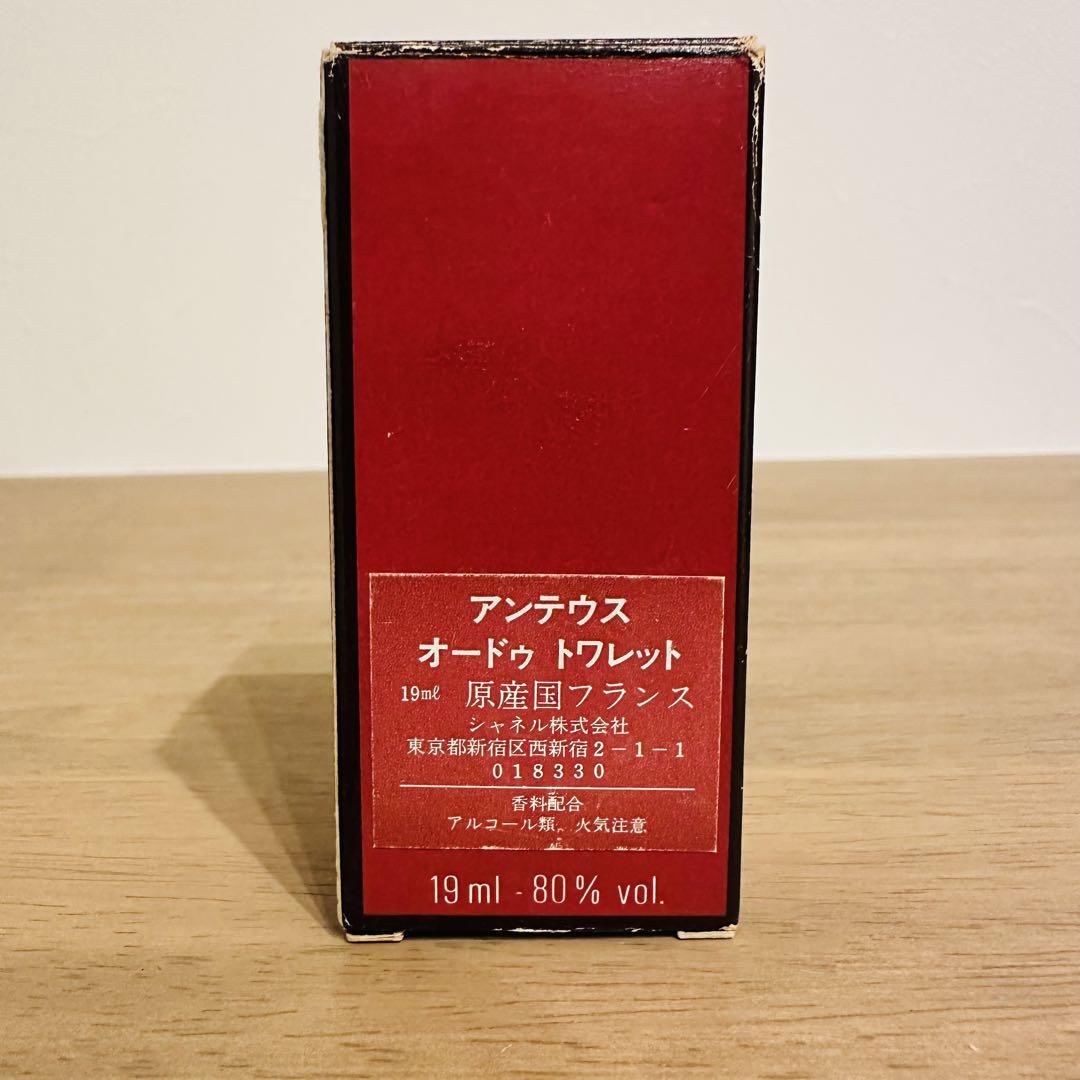 アンテウス
オードゥ トワレット
19mℓ 原産国フランス
シャネル株式会社
東京都新宿区西新宿2-1-1
018330
香料配合
アルコール類。火気注意
19 ml - 80% vol.